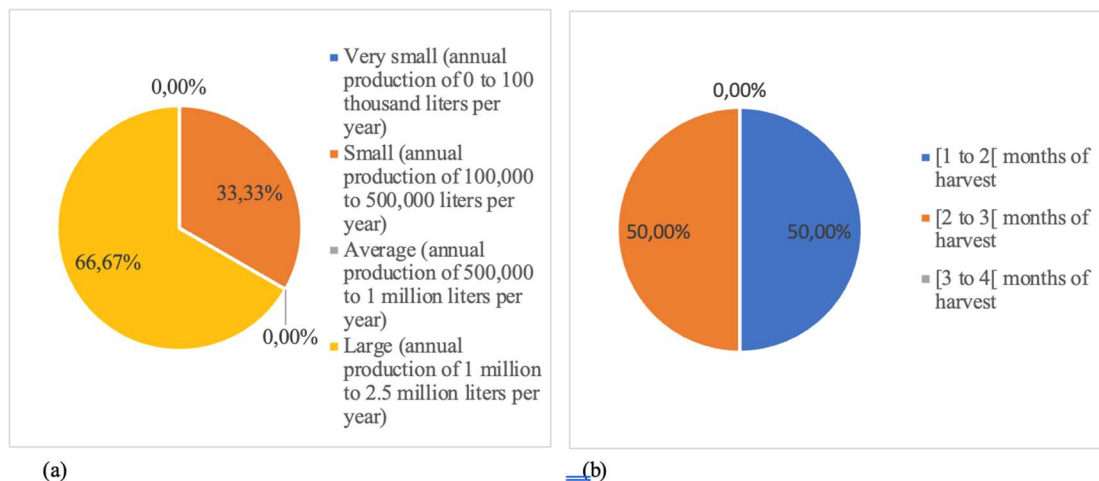 0,00%
33,33%
66,67%
0,00%
Very small (annual
production of 0 to 100
thousand liters per
year)
Small (annual
production of 100,000
to 500,000 liters per
year)
Average (annual
production of 500,000
to 1 million liters per
year)
Large (annual
production of 1 million
to 2.5 million liters per
year)
0,00%
50,00%
50,00%
[1 to 2[ months of
harvest
[2 to 3[ months of
harvest
[3 to 4[ months of
harvest
(a)
(b)